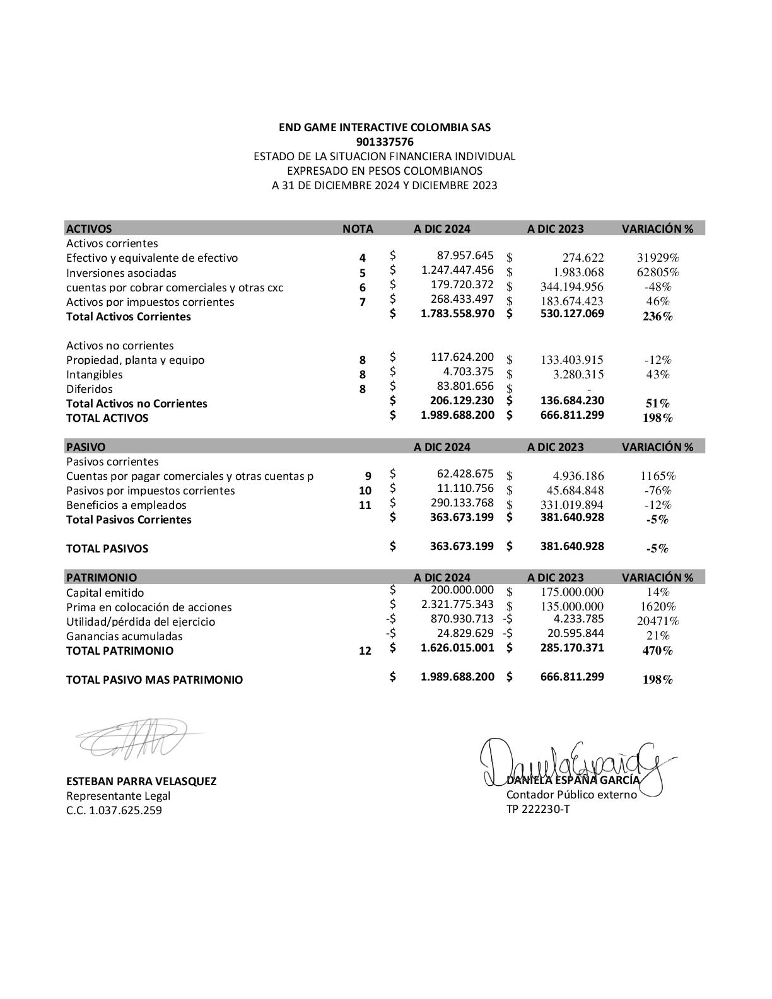 END GAME INTERACTIVE COLOMBIA SAS
901337576
ESTADO DE LA SITUACION FINANCIERA INDIVIDUAL
EXPRESADO EN PESOS COLOMBIANOS
A 31 DE DICIEMBRE 2024 Y DICIEMBRE 2023
ACTIVOS NOTA A DIC 2024 A DIC 2023 VARIACIÓN %
Activos corrientes
Efectivo y equivalente de efectivo 4 $ 87.957.645 $ 274.622 31929%
Inversiones asociadas 5 $ 1.247.447.456 $ 1.983.068 62805%
cuentas por cobrar comerciales y otras cxc 6 $ 179.720.372 $ 344.194.956 -48%
Activos por impuestos corrientes 7 $ 268.433.497 $ 183.674.423 46%
Total Activos Corrientes $ 1.783.558.970 $ 530.127.069 236%
Activos no corrientes
Propiedad, planta y equipo 8 $ 117.624.200 $ 133.403.915 -12%
Intangibles 8 $ 4.703.375 $ 3.280.315 43%
Diferidos 8 $ 83.801.656 $ -
Total Activos no Corrientes $ 206.129.230 $ 136.684.230 51%
TOTAL ACTIVOS $ 1.989.688.200 $ 666.811.299 198%
PASIVO A DIC 2024 A DIC 2023 VARIACIÓN %
Pasivos corrientes
Cuentas por pagar comerciales y otras cuentas p 9 $ 62.428.675 $ 4.936.186 1165%
Pasivos por impuestos corrientes 10 $ 11.110.756 $ 45.684.848 -76%
Beneficios a empleados 11 $ 290.133.768 $ 331.019.894 -12%
Total Pasivos Corrientes $ 363.673.199 $ 381.640.928 -5%
TOTAL PASIVOS $ 363.673.199 $ 381.640.928 -5%
PATRIMONIO A DIC 2024 A DIC 2023 VARIACIÓN %
Capital emitido $ 200.000.000 $ 175.000.000 14%
Prima en colocación de acciones $ 2.321.775.343 $ 135.000.000 1620%
Utilidad/pérdida del ejercicio -$ 870.930.713 -$ 4.233.785 20471%
Ganancias acumuladas -$ 24.829.629 -$ 20.595.844 21%
TOTAL PATRIMONIO 12 $ 1.626.015.001 $ 285.170.371 470%
TOTAL PASIVO MAS PATRIMONIO $ 1.989.688.200 $ 666.811.299 198%
Daniela España G
ESTEBAN PARRA VELASQUEZ DANIELA ESPAÑA GARCÍA
Representante Legal Contador Público externo
C.C. 1.037.625.259 TP 222230-T